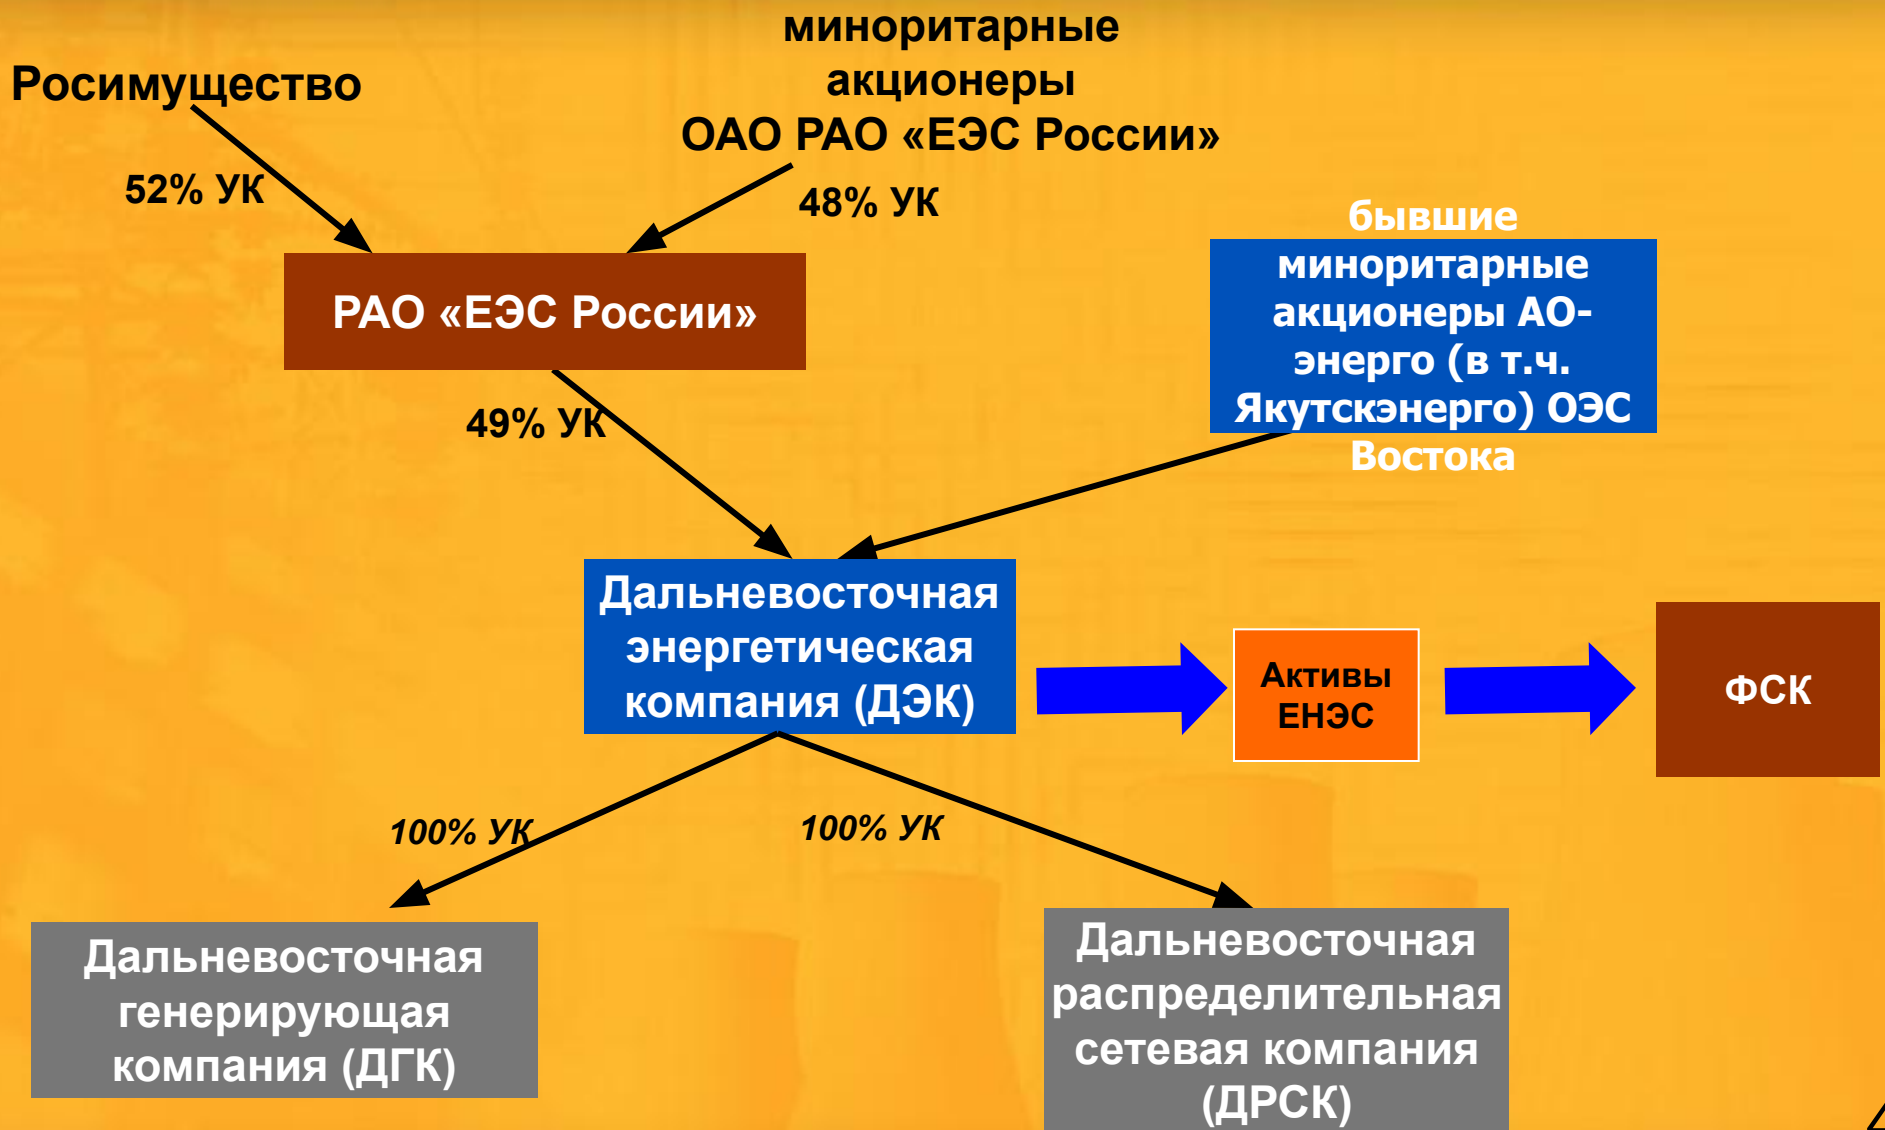 миноритарные
акционеры
ОАО РАО «ЕЭС России»
Росимущество
52% УК
48% УК
РАО «ЕЭС России»
бывшие
миноритарные
акционеры АО-
энерго (в т.ч.
Якутскэнерго) ОЭС
Востока
49% УК
Дальневосточная
энергетическая
компания (ДЭК)
Активы
ЕНЭС
ФСК
100% УК
100% УК
Дальневосточная
генерирующая
компания (ДГК)
Дальневосточная
распределительная
сетевая компания
(ДРСК)